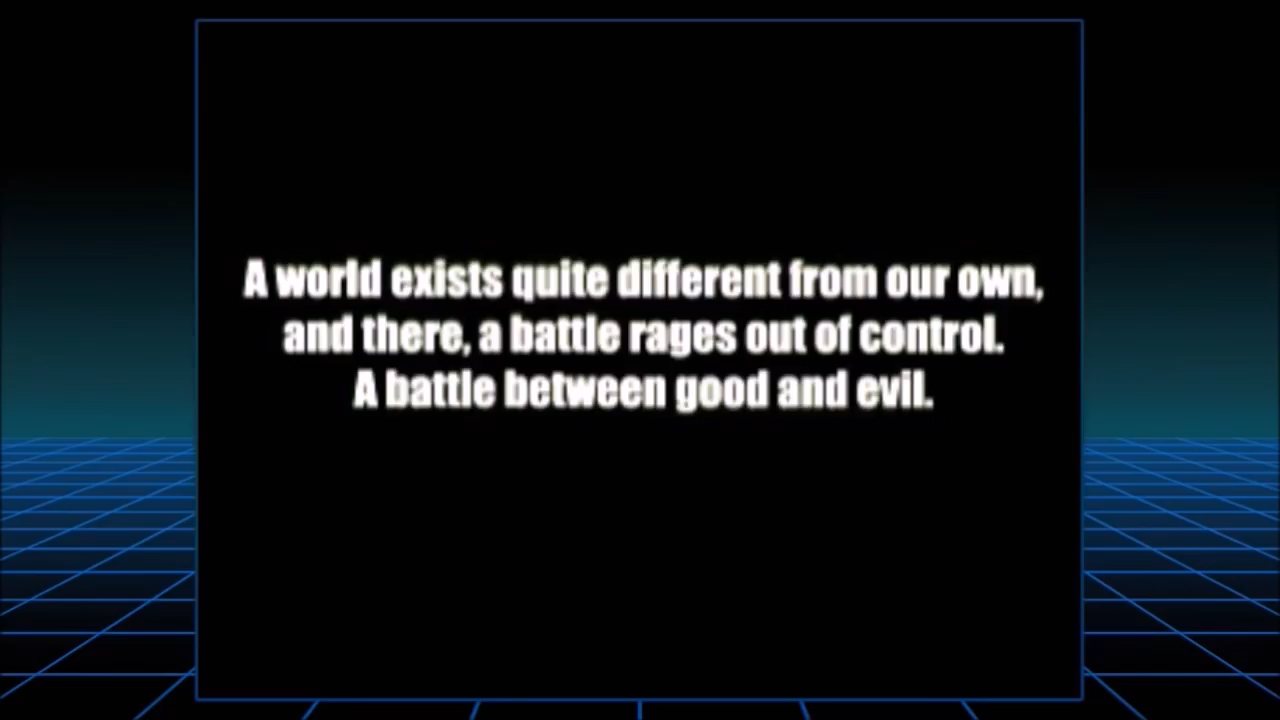 A world exists quite different from our own,
and there, a battle rages out of control.
A battle between good and evil.